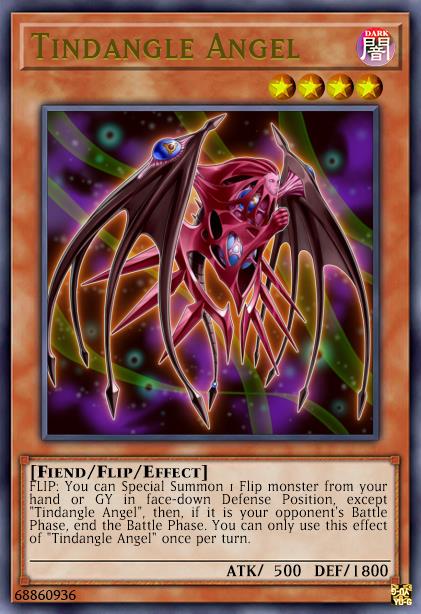 Tindangle Angel
DARK
闇
[Fiend/Flip/Effect]
FLIP: You can Special Summon 1 Flip monster from your
hand or GY in face-down Defense Position, except
"Tindangle Angel", then, if it is your opponent's Battle
Phase, end the Battle Phase. You can only use this effect
of "Tindangle Angel" once per turn.
ATK/ 500 DEF/1800
68860936